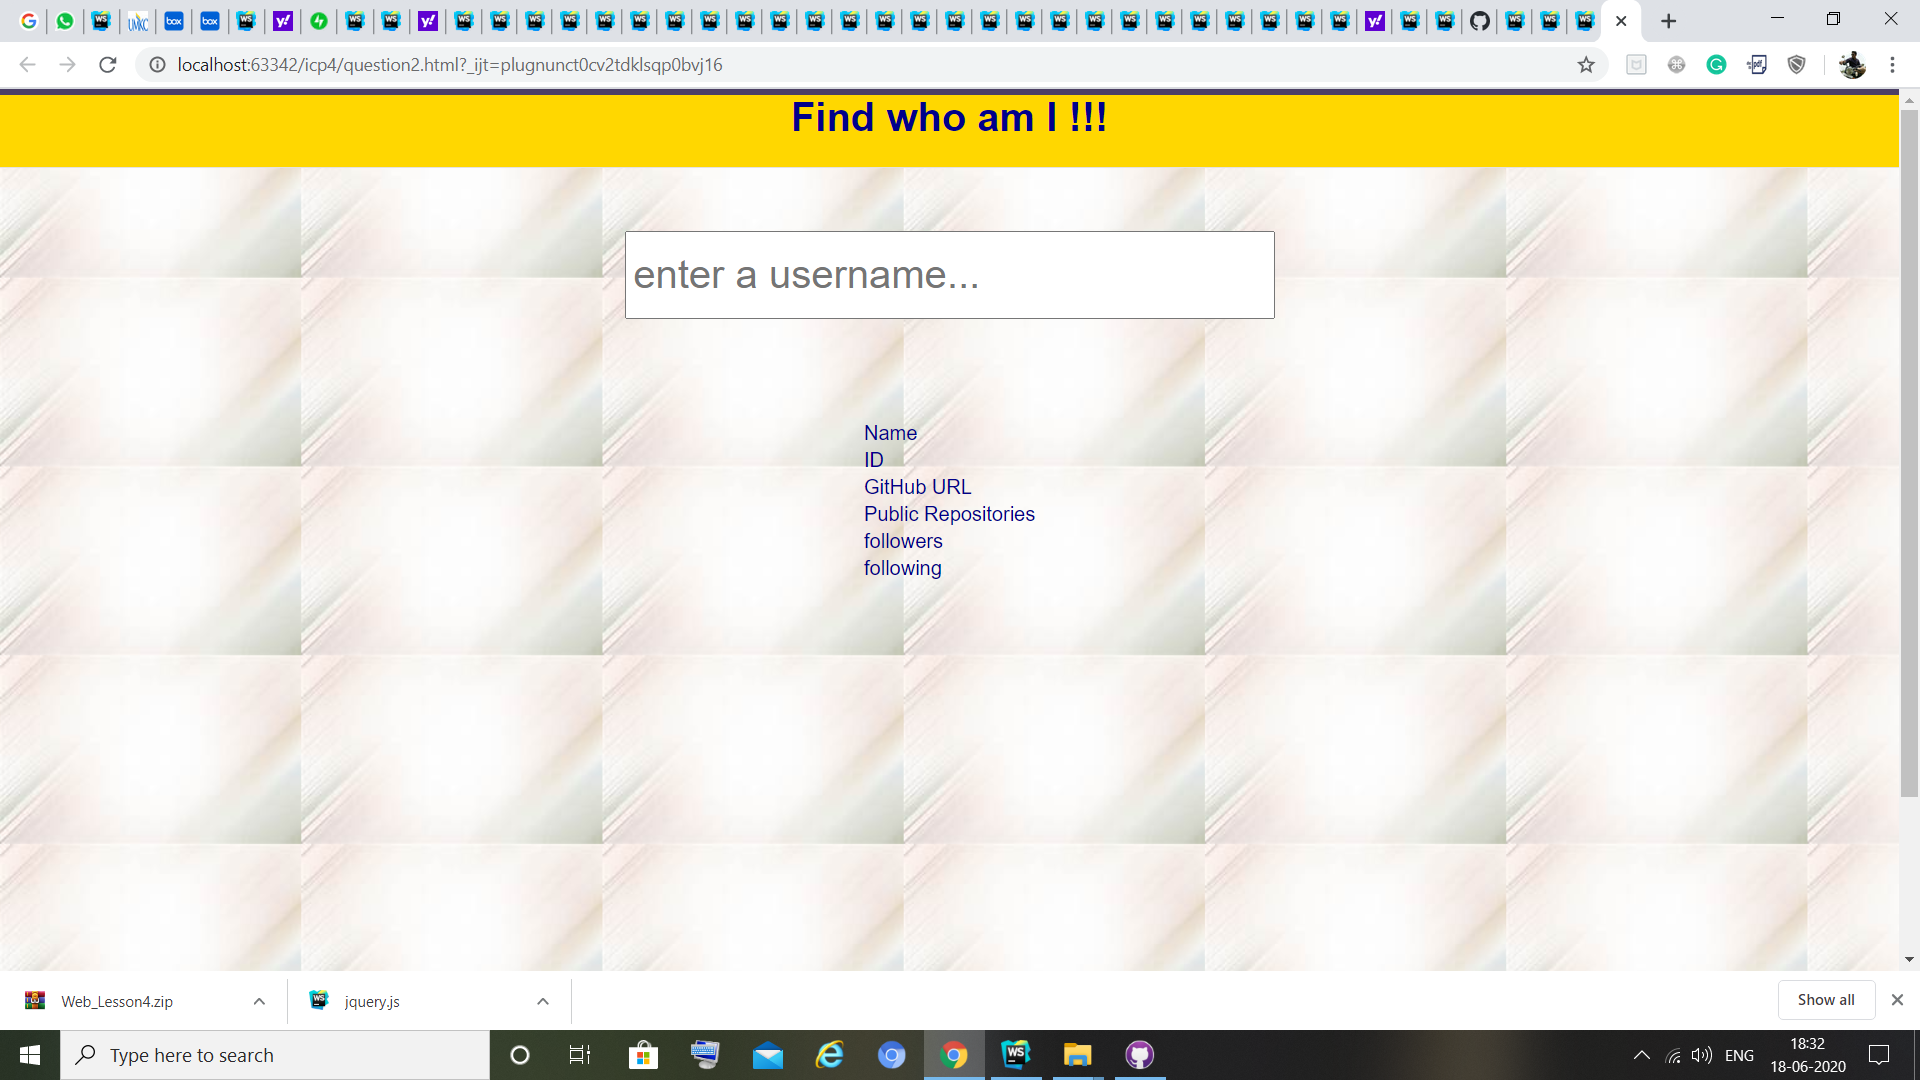 localhost:63342/icp4/question2.html?_ijt=plugnunct0cv2tdklsqp0bvj16
Find who am I !!!
enter a username...
Name
ID
GitHub URL
Public Repositories
followers
following
Web_Lesson4.zip
jquery.js
Show all
Type here to search
ENG
18:32
18-06-2020